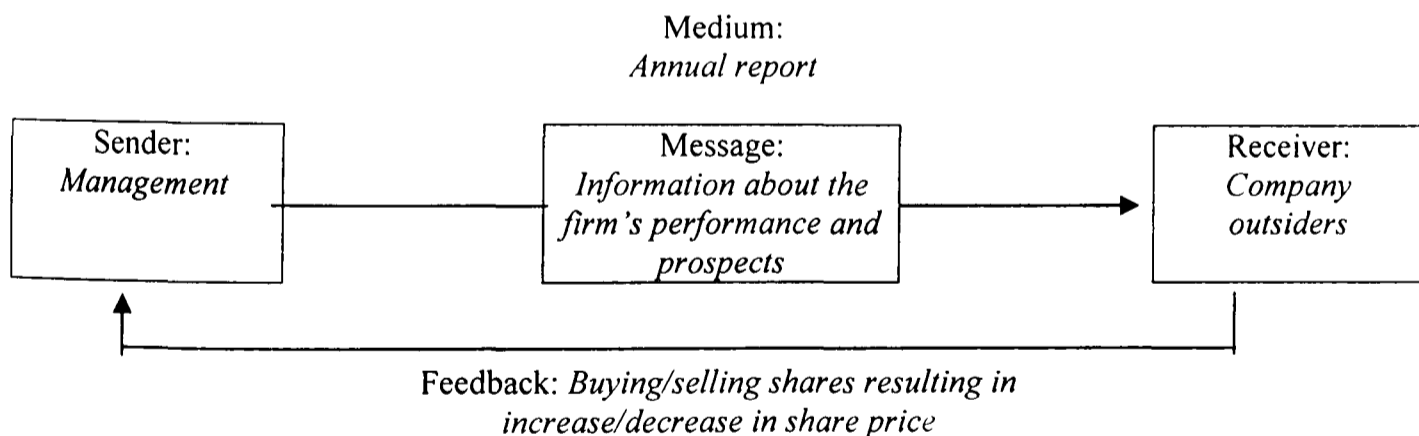 Medium:
Annual report
Sender:
Management
Message:
Information about the
firm's performance and
prospects
Receiver:
Company
outsiders
Feedback: Buying/selling shares resulting in
increase/decrease in share price